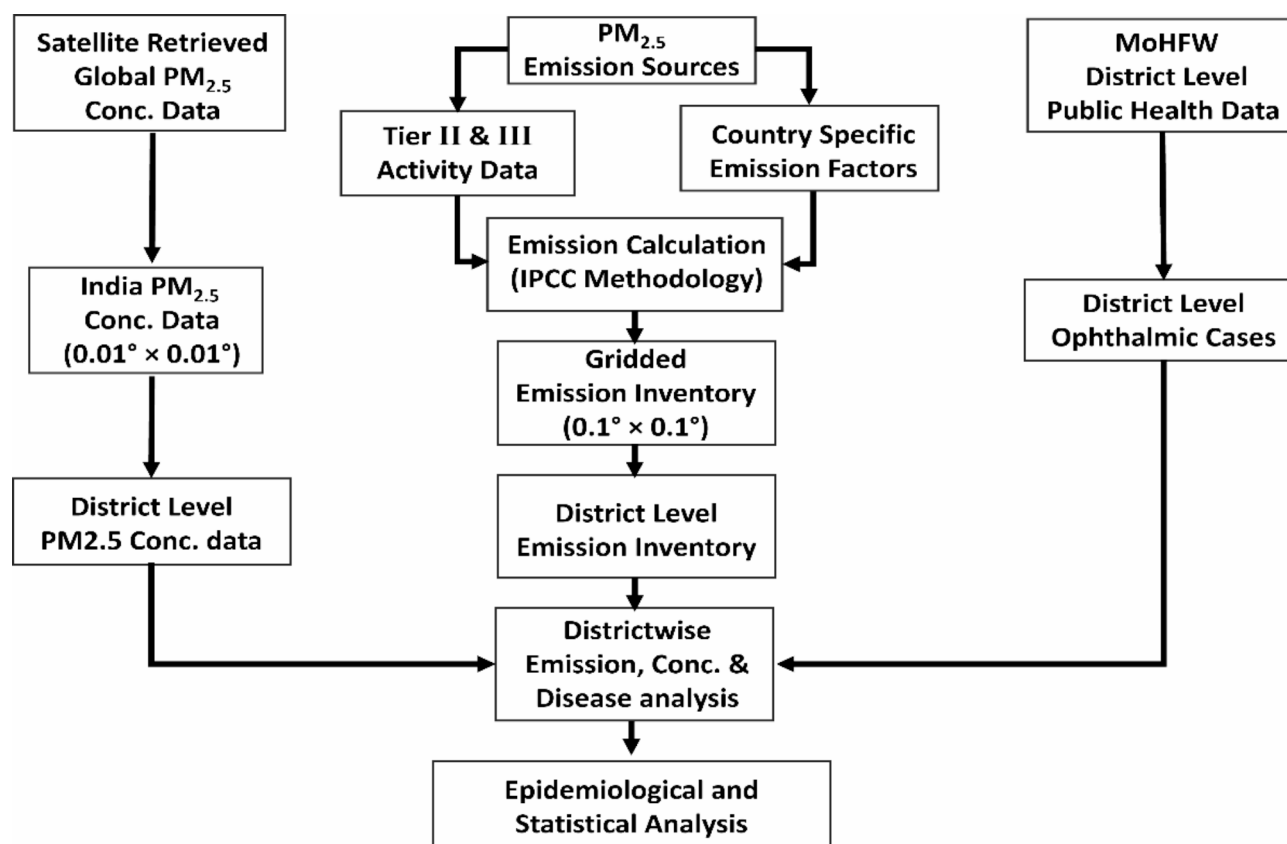 Satellite Retrieved
Global PM2.5
Conc. Data
PM2.5
Emission Sources
MoHFW
District Level
Public Health Data
Tier II & III
Activity Data
Country Specific
Emission Factors
Emission Calculation
(IPCC Methodology)
India PM2.5
Conc. Data
(0.01° × 0.01°)
District Level
Ophthalmic Cases
Gridded
Emission Inventory
(0.1° × 0.1°)
District Level
PM2.5 Conc. data
District Level
Emission Inventory
Districtwise
Emission, Conc. &
Disease analysis
Epidemiological and
Statistical Analysis